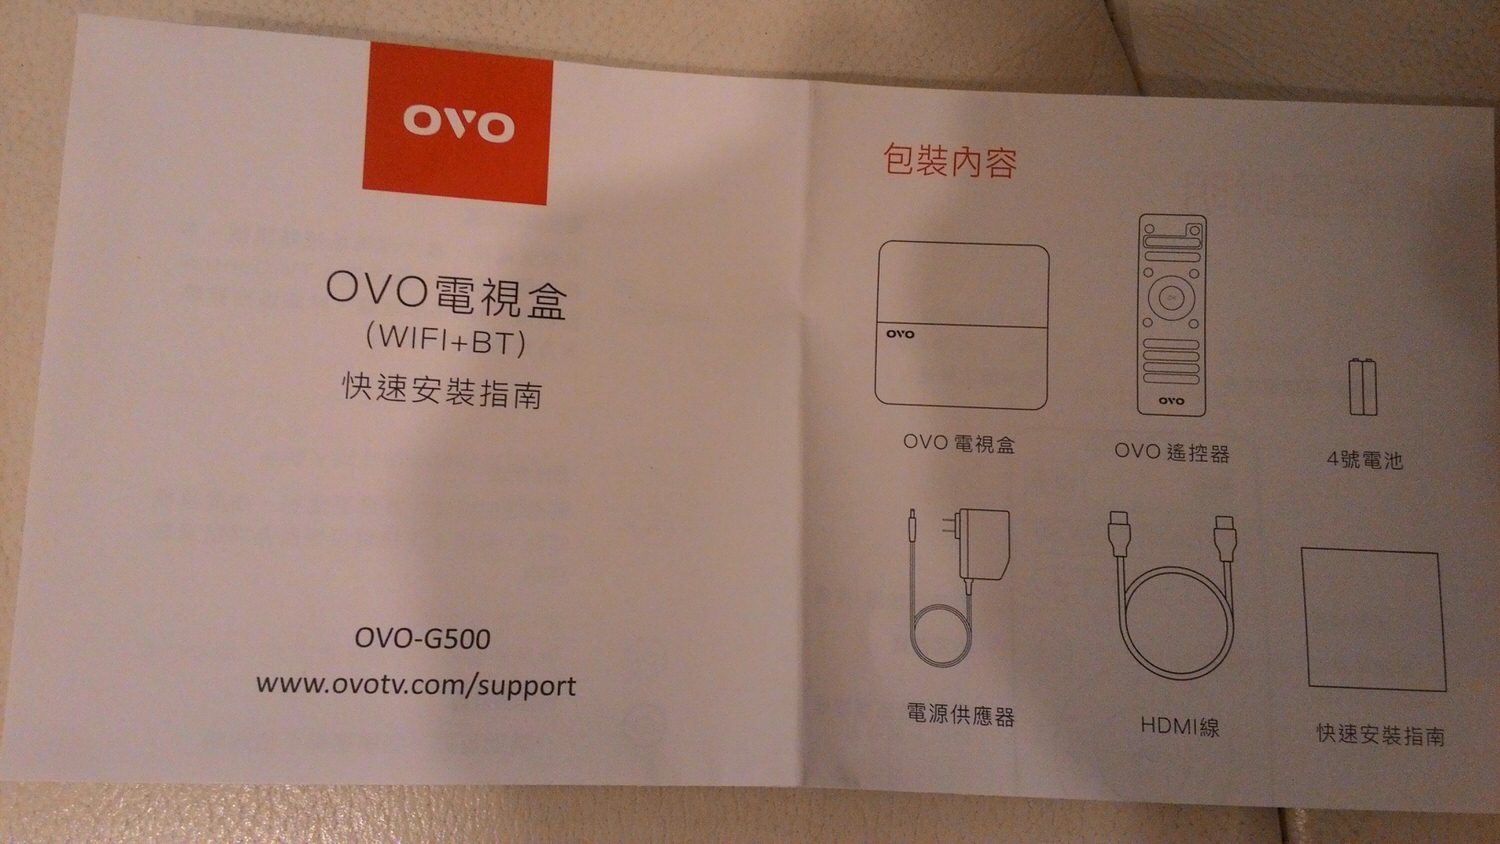 OVO
OVO電視盒
(WIFI+BT)
快速安裝指南
OVO-G500
www.ovotv.com/support
包裝內容
OVO
OVO
OVO 電視盒
OVO 遙控器
4號電池
電源供應器
HDMI線
快速安裝指南